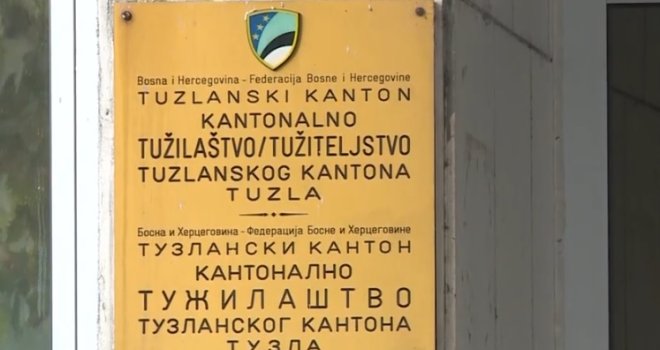 Bosna i Hercegovina - Federacija Bosne i Hercegovine
TUZLANSKI KANTON
KANTONALNO
TUŽILAŠTVO/TUŽITELJSTVO
TUZLANSKOG KANTONA
TUZLA
Босна и Херцеговина - Федерација Босне и Херцеговине
ТУЗЛАНСКИ КАНТОН
КАНТОНАЛНО
ТУЖИЛАШТВО
ТУЗЛАНСКОГ КАНТОНА
ТУЗЛА